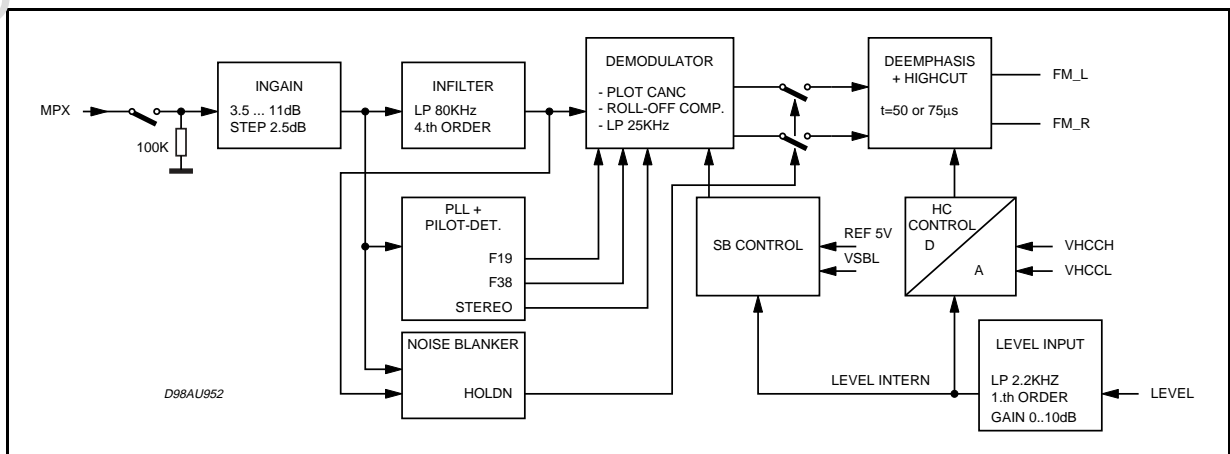 MPX
100K
INGAIN
3.5 ... 11dB
STEP 2.5dB
INFILTER
LP 80KHz
4.th ORDER
DEMODULATOR
- PLOT CANC
- ROLL-OFF COMP.
- LP 25KHz
DEEMPHASIS
+ HIGHCUT
t=50 or 75µs
FM_L
FM_R
PLL +
PILOT-DET.
F19
F38
STEREO
SB CONTROL
REF 5V
VSBL
HC
CONTROL
D
A
VHCCH
VHCCL
NOISE BLANKER
HOLDN
LEVEL INTERN
LEVEL INPUT
LP 2.2KHZ
1.th ORDER
GAIN 0..10dB
LEVEL
D98AU952